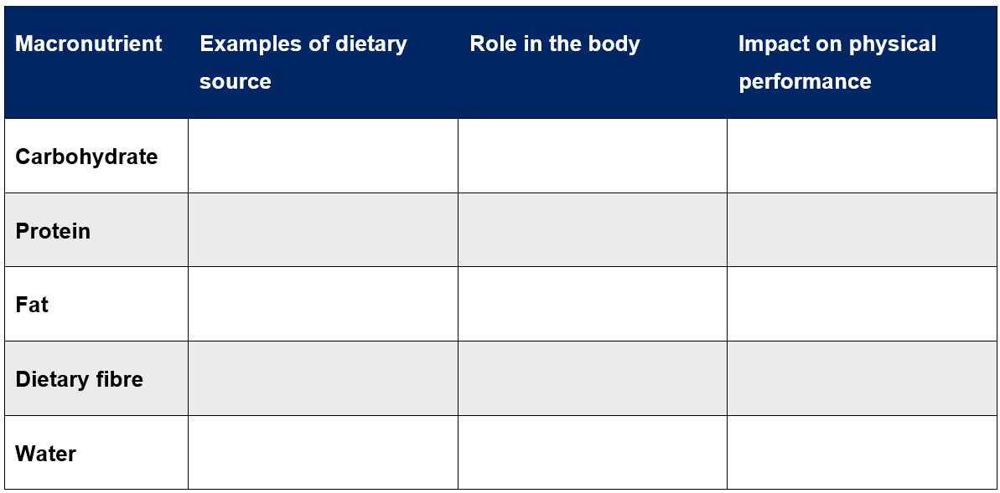 Macronutrient Examples of dietary Role in the body Impact on physical
source performance
Carbohydrate
Protein
Fat
Dietary fibre
Water